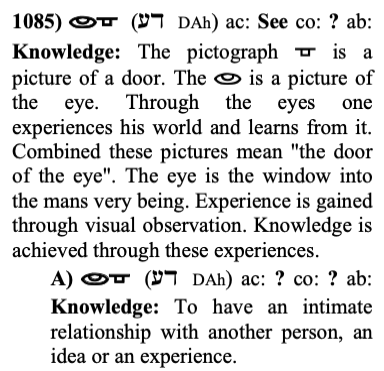 1085) 𐤏𐤃 (דע DAh) ac: See co: ? ab:
Knowledge: The pictograph is a
picture of a door. The is a picture of
the eye. Through the eyes one
experiences his world and learns from it.
Combined these pictures mean "the door
of the eye". The eye is the window into
the mans very being. Experience is gained
through visual observation. Knowledge is
achieved through these experiences.
A) (דע DAh) ac: ? co: ? ab:
Knowledge: To have an intimate
relationship with another person, an
idea or an experience.